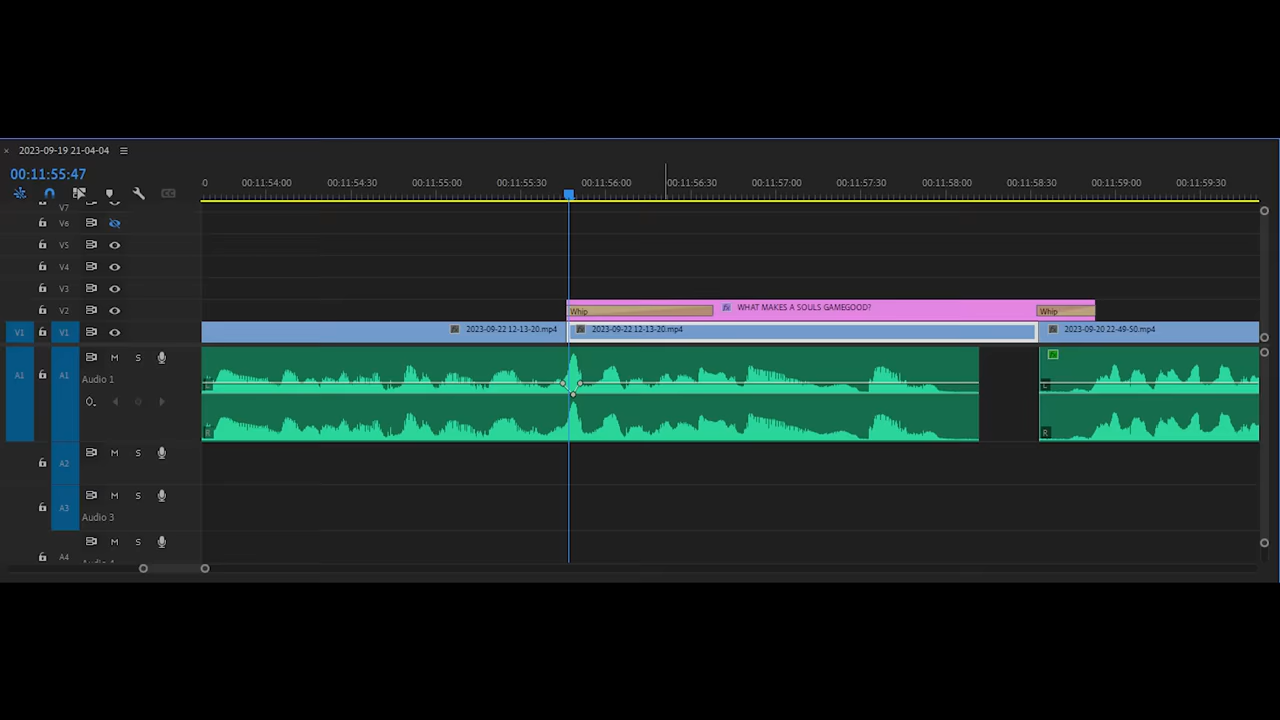 × 2023-09-19 21-04-04 ☰
00:11:55:47
0 00:11:54:00 00:11:54:30 00:11:55:00 00:11:55:30 00:11:56:00 00:11:56:30 00:11:57:00 00:11:57:30 00:11:58:00 00:11:58:30 00:11:59:00 00:11:59:30
CC
V7
V6
V5
V4
V3
V2
Whip WHAT MAKES A SOULS GAMEGOOD? Whip
V1 V1 2023-09-22 12-13-20.mp4 2023-09-22 12-13-20.mp4 2023-09-20 22-49-50.mp4
M S
A1 A1 Audio 1 L L
R R
A2 M S
M S
A3
Audio 3
M S
A4